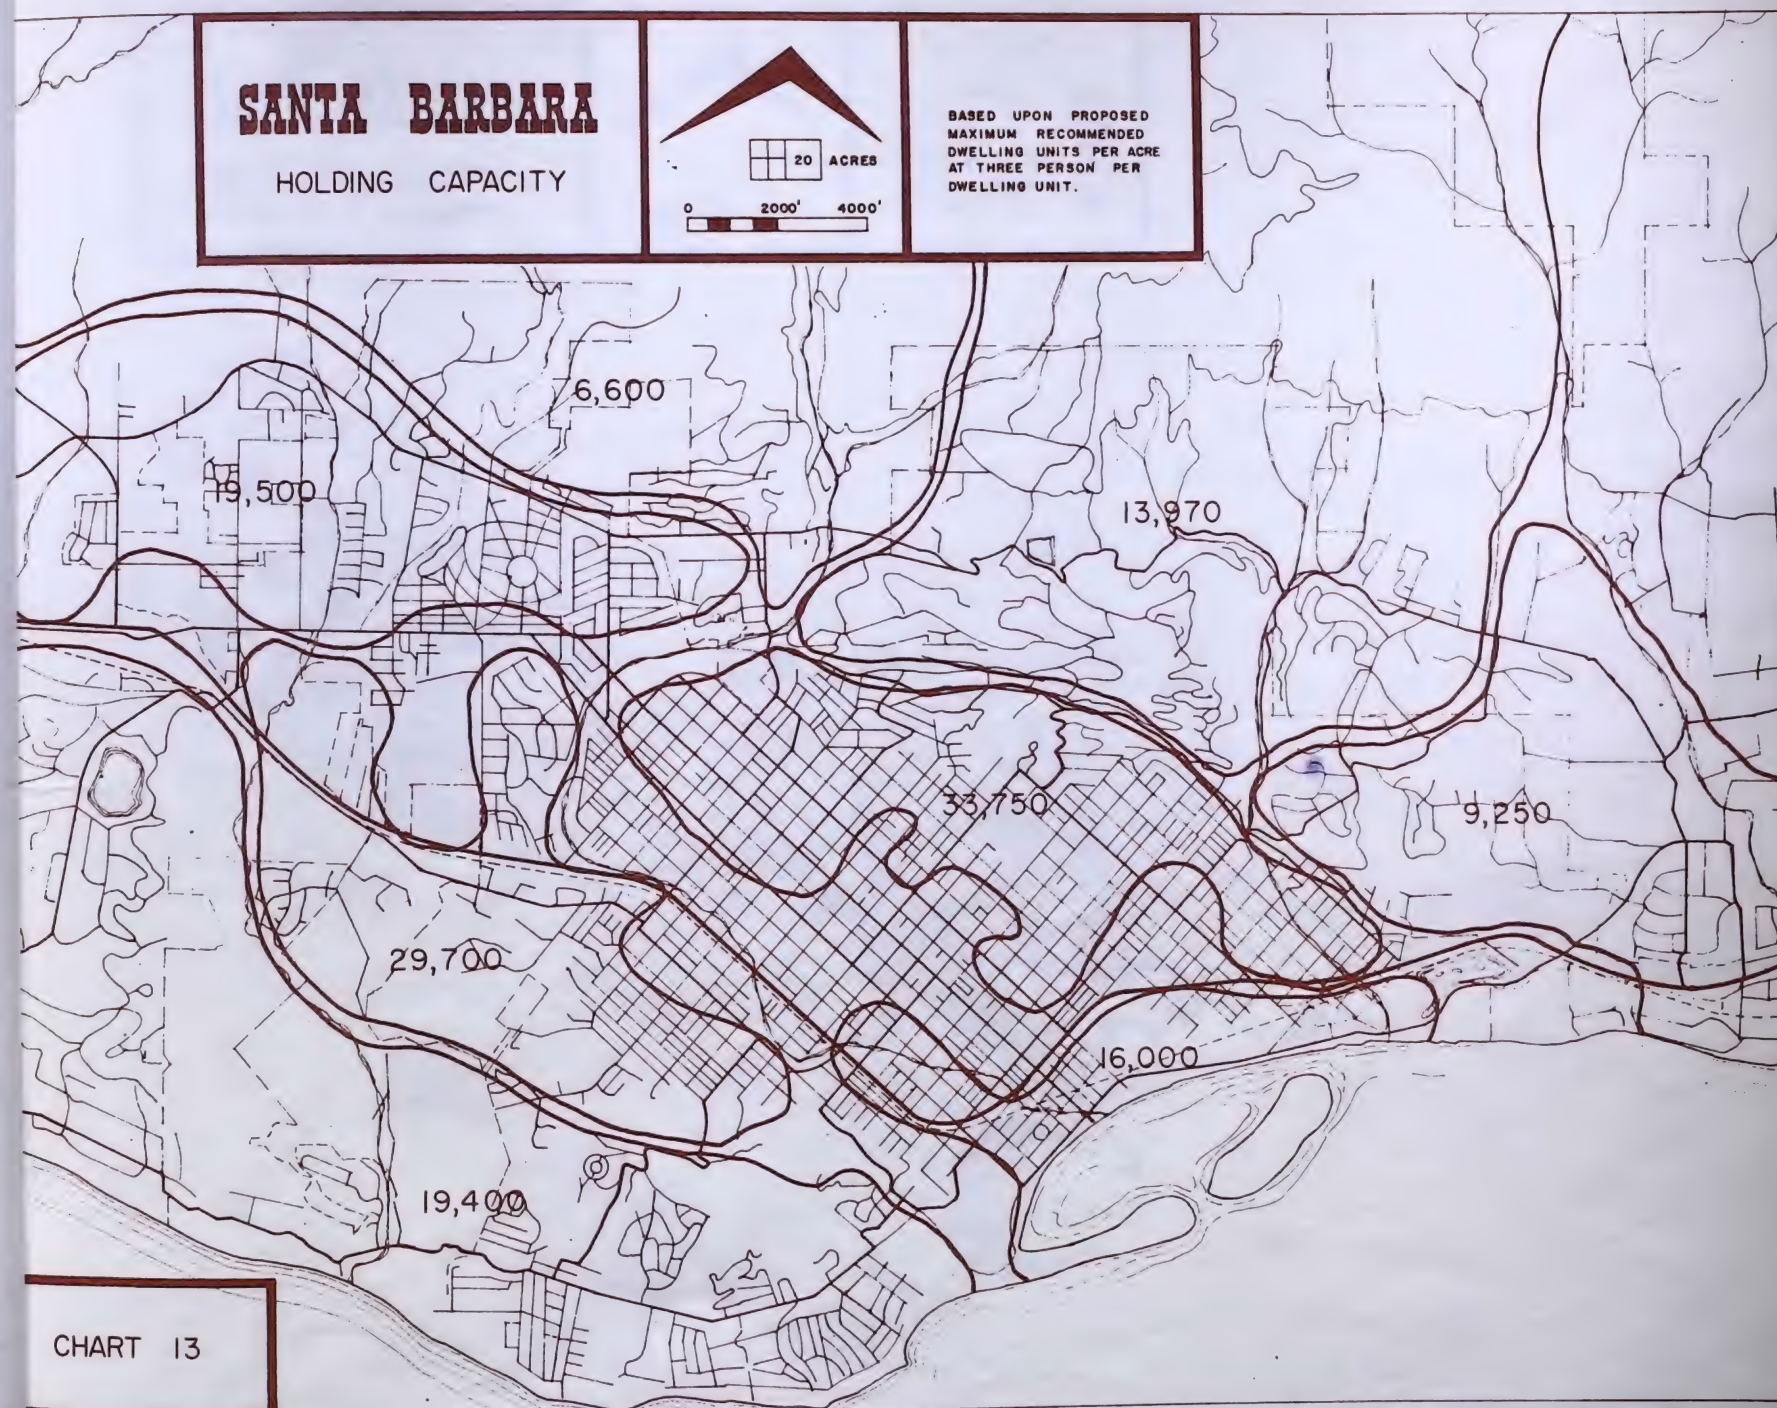 SANTA BARBARA
HOLDING CAPACITY
20 ACRES
0 2000' 4000'
BASED UPON PROPOSED
MAXIMUM RECOMMENDED
DWELLING UNITS PER ACRE
AT THREE PERSON PER
DWELLING UNIT.
6,600
19,500
13,970
33,750
9,250
29,700
16,000
19,400
CHART 13